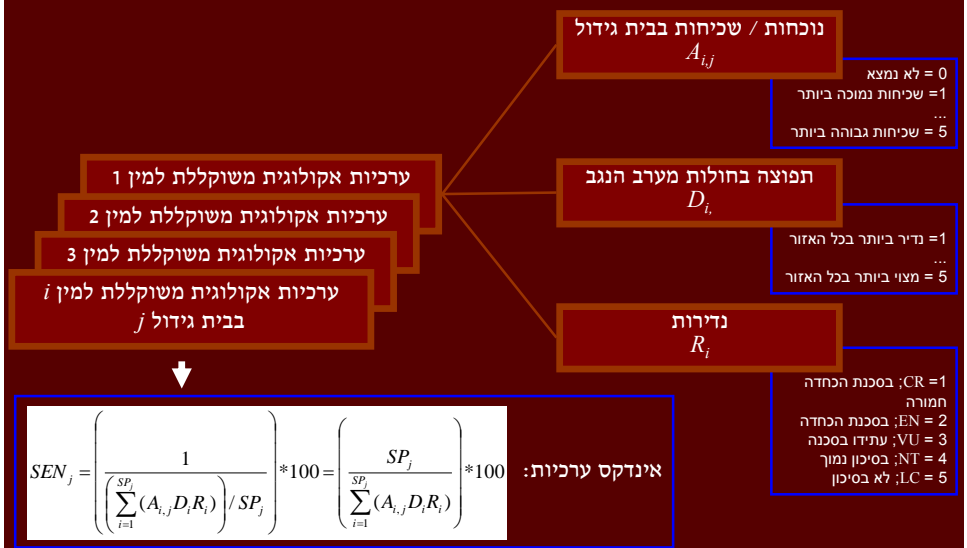 נוכחות / שכיחות בבית גידול
A_{i,j}
0 = לא נמצא
1= שכיחות נמוכה ביותר
...
5 = שכיחות גבוהה ביותר
תפוצה בחולות מערב הנגב
D_{i,}
1= נדיר ביותר בכל האזור
...
5 = מצוי ביותר בכל האזור
נדירות
R_i
1= CR; בסכנת הכחדה
חמורה
2 = EN; בסכנת הכחדה
3 = VU; עתידו בסכנה
4 = NT; בסיכון נמוך
5 = LC; לא בסיכון
ערכיות אקולוגית משוקללת למין 1
ערכיות אקולוגית משוקללת למין 2
ערכיות אקולוגית משוקללת למין 3
ערכיות אקולוגית משוקללת למין i
בבית גידול j
אינדקס ערכיות:
SEN_j = ( 1 / ( ( \sum_{i=1}^{SP_j} (A_{i,j} D_i R_i) ) / SP_j ) ) *100 = ( SP_j / \sum_{i=1}^{SP_j} (A_{i,j} D_i R_i) ) *100